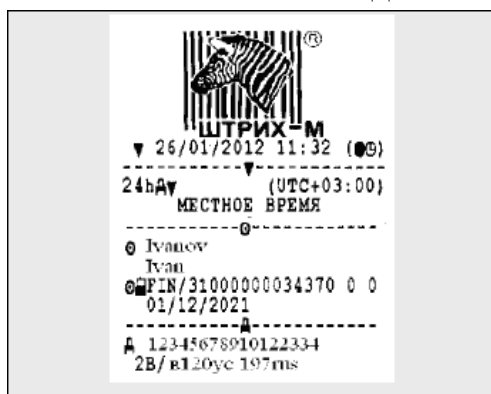 ®
ШТРИХ-М
▼ 26/01/2012 11:32 (●◷)
24h▼ (UTC+03:00)
МЕСТНОЕ ВРЕМЯ
Ivanov
Ivan
FIN/31000000034370 0 0
01/12/2021
12345678910122334
2B/ в120ус 197ms